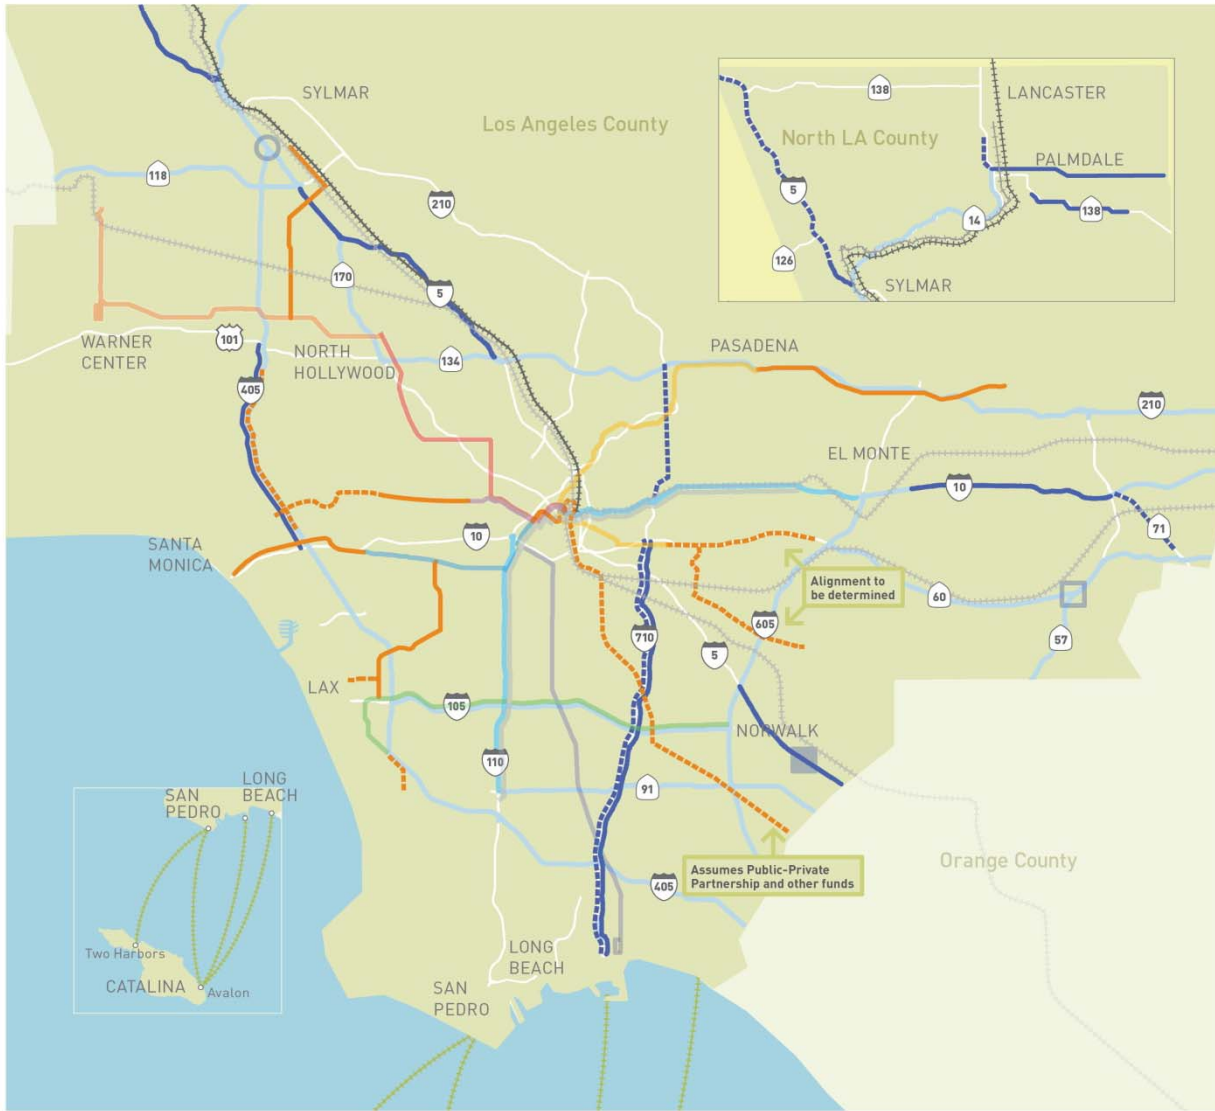 SYLMAR
Los Angeles County
138
LANCASTER
North LA County
PALMDALE
5
138
14
126
SYLMAR
118
210
170
5
WARNER
CENTER
101
NORTH
HOLLYWOOD
134
PASADENA
405
210
EL MONTE
10
71
SANTA
MONICA
10
Alignment to
be determined
60
605
57
710
5
LAX
105
NORWALK
110
91
LONG
BEACH
SAN
PEDRO
Two Harbors
CATALINA
Avalon
Assumes Public-Private
Partnership and other funds
405
Orange County
LONG
BEACH
SAN
PEDRO